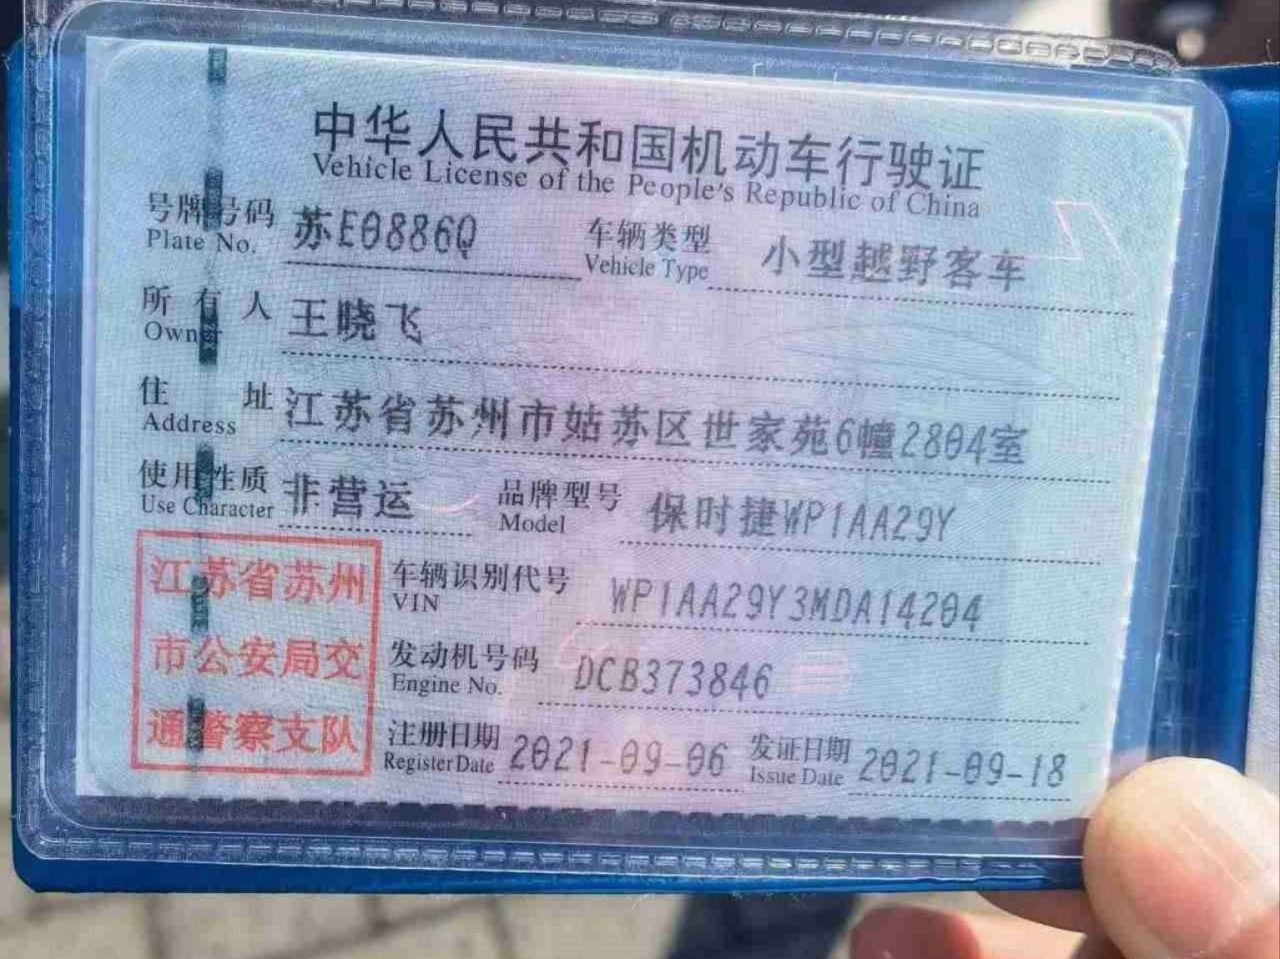 中华人民共和国机动车行驶证
Vehicle License of the People's Republic of China
号牌号码 苏E0886Q 车辆类型 小型越野客车
Plate No. Vehicle Type
所有人 王晓飞
Owner
住址 江苏省苏州市姑苏区世家苑6幢2804室
Address
使用性质 非营运 品牌型号 保时捷WP1AA29Y
Use Character Model
江苏省苏州
市公安局交
通警察支队
车辆识别代号 WP1AA29Y3MDA14204
VIN
发动机号码 DCB373846
Engine No.
注册日期 2021-09-06 发证日期 2021-09-18
Register Date Issue Date